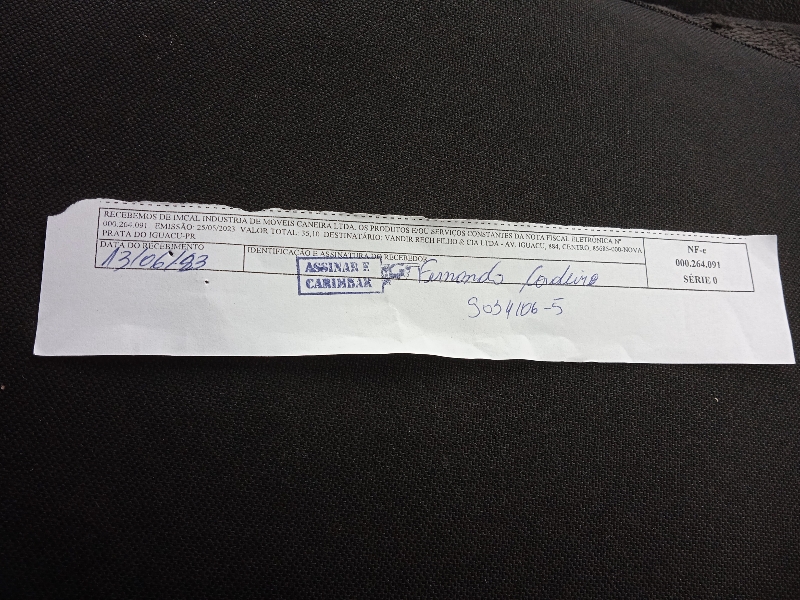 RECEBEMOS DE IMCAL INDUSTRIA DE MOVEIS CANEIRA LTDA. OS PRODUTOS E/OU SERVIÇOS CONSTANTES DA NOTA FISCAL ELETRONICA Nº
000.264.091 EMISSÃO: 25/05/2023 VALOR TOTAL: 35,10 DESTINATÁRIO: VANDIR RECH FILHO & CIA LTDA - AV. IGUACU, 884, CENTRO, 85685-000-NOVA
PRATA DO IGUACU-PR
NF-e
000.264.091
SÉRIE 0
DATA DO RECEBIMENTO
13/06/23
IDENTIFICAÇÃO E ASSINATURA DO RECEBEDOR
ASSINAR E
CARIMBAR
Fernando Cordeiro
9054106-5